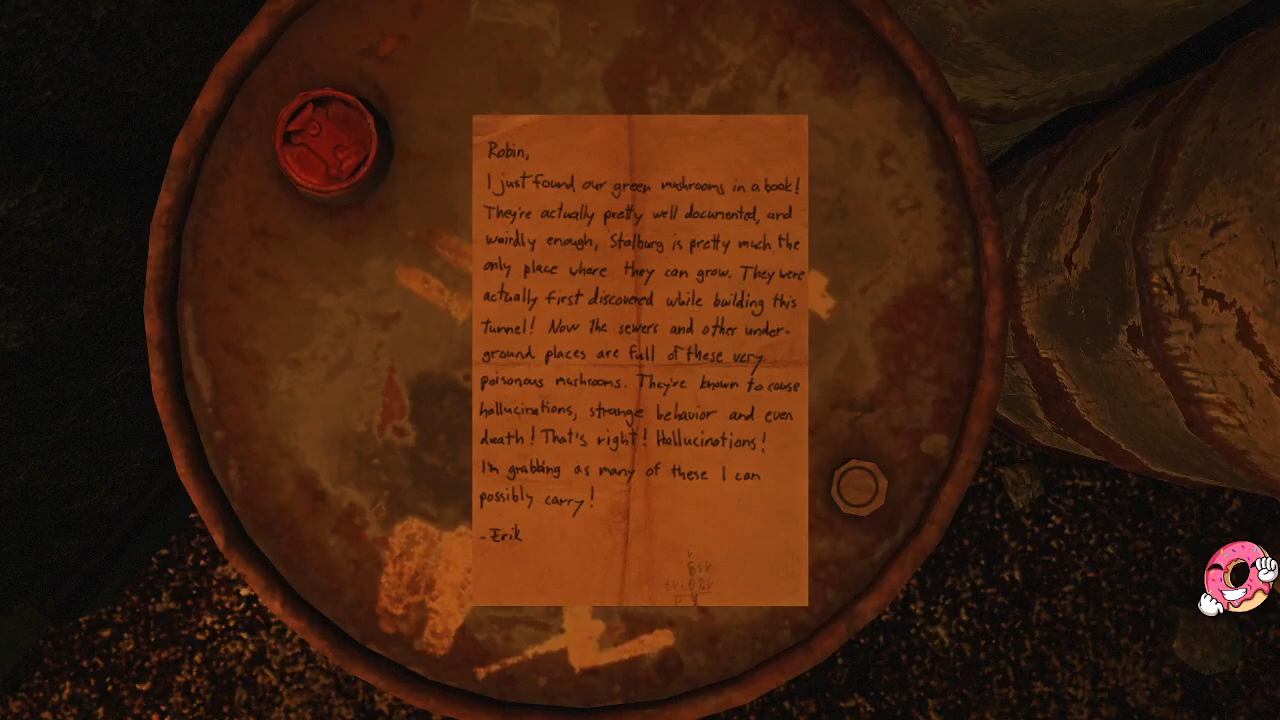 Robin,
I just found our green mushrooms in a book!
They're actually pretty well documented, and
weirdly enough, Stalburg is pretty much the
only place where they can grow. They were
actually first discovered while building this
tunnel! Now the sewers and other under-
ground places are full of these very
poisonous mushrooms. They're known to cause
hallucinations, strange behavior and even
death! That's right! Hallucinations!
I'm grabbing as many of these I can
possibly carry!
-Erik